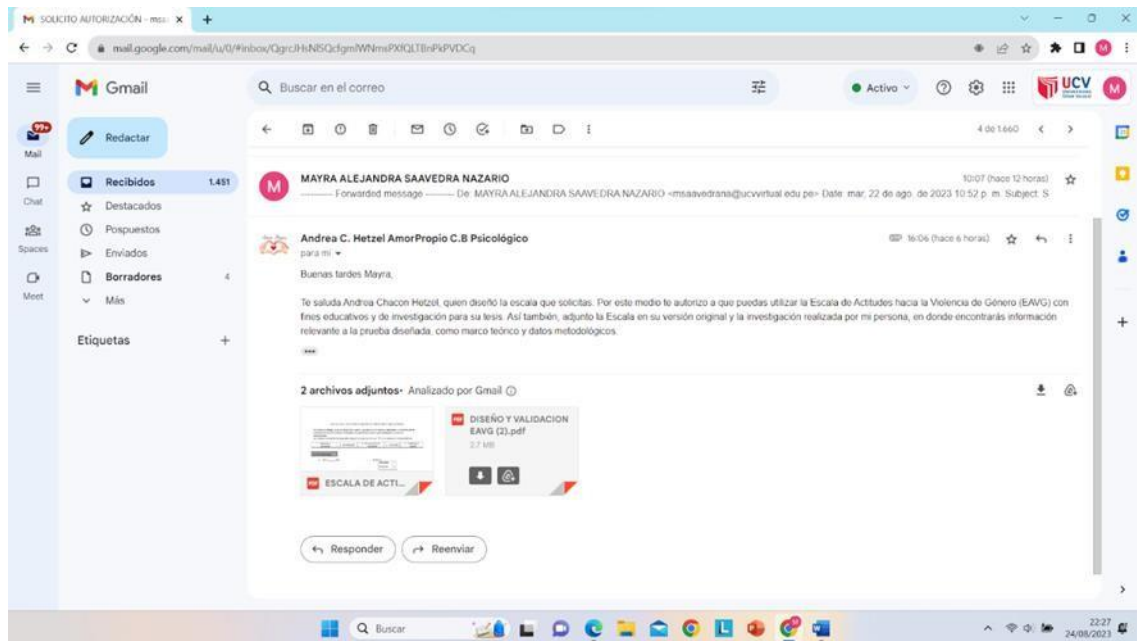 SOLICITO AUTORIZACIÓN - msa
mail.google.com/mail/u/0/#inbox/
M
Gmail
Buscar en el correo
Activo
UCV
M
99+
Mail
Redactar
4 de 1.660
Chat
Recibidos 1.451
Destacados
Spaces
Pospuestos
Enviados
Meet
Borradores 4
Más
Etiquetas
M
MAYRA ALEJANDRA SAAVEDRA NAZARIO
10:07 (hace 12 horas)
---------- Forwarded message ---------- De: MAYRA ALEJANDRA SAAVEDRA NAZARIO <msaavedrana@ucvvirtual.edu.pe> Date: mar, 22 de ago. de 2023 10:52 p. m. Subject: S
Andrea C. Hetzel AmorPropio C.B Psicológico
16:06 (hace 6 horas)
para mí
Buenas tardes Mayra,
Te saluda Andrea Chacon Hetzel, quien diseñó la escala que solicitas. Por este medio te autorizo a que puedas utilizar la Escala de Actitudes hacia la Violencia de Género (EAVG) con
fines educativos y de investigación para su tesis. Así también, adjunto la Escala en su versión original y la investigación realizada por mi persona, en donde encontrarás información
relevante a la prueba diseñada, como marco teórico y datos metodológicos.
2 archivos adjuntos• Analizado por Gmail
PDF
ESCALA DE ACTI...
PDF
DISEÑO Y VALIDACION
EAVG (2).pdf
2.7 MB
Responder
Reenviar
Buscar
22:27
24/08/2023